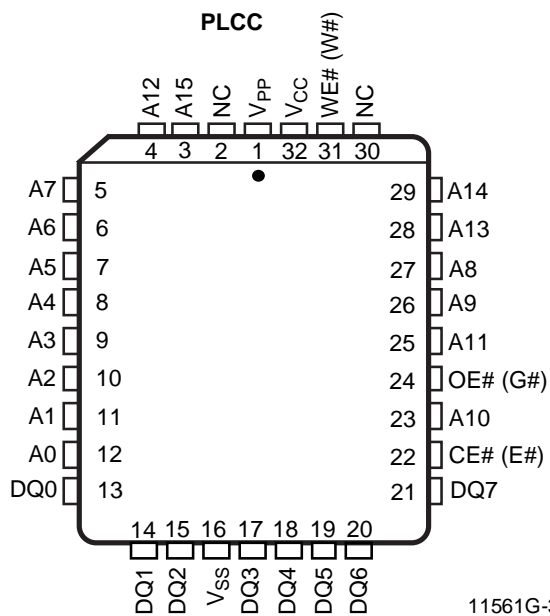 PLCC
A12
A15
NC
VPP
VCC
WE# (W#)
NC
4
3
2
1
32
31
30
A7
5
29
A14
A6
6
28
A13
A5
7
27
A8
A4
8
26
A9
A3
9
25
A11
A2
10
24
OE# (G#)
A1
11
23
A10
A0
12
22
CE# (E#)
DQ0
13
21
DQ7
14
15
16
17
18
19
20
DQ1
DQ2
VSS
DQ3
DQ4
DQ5
DQ6